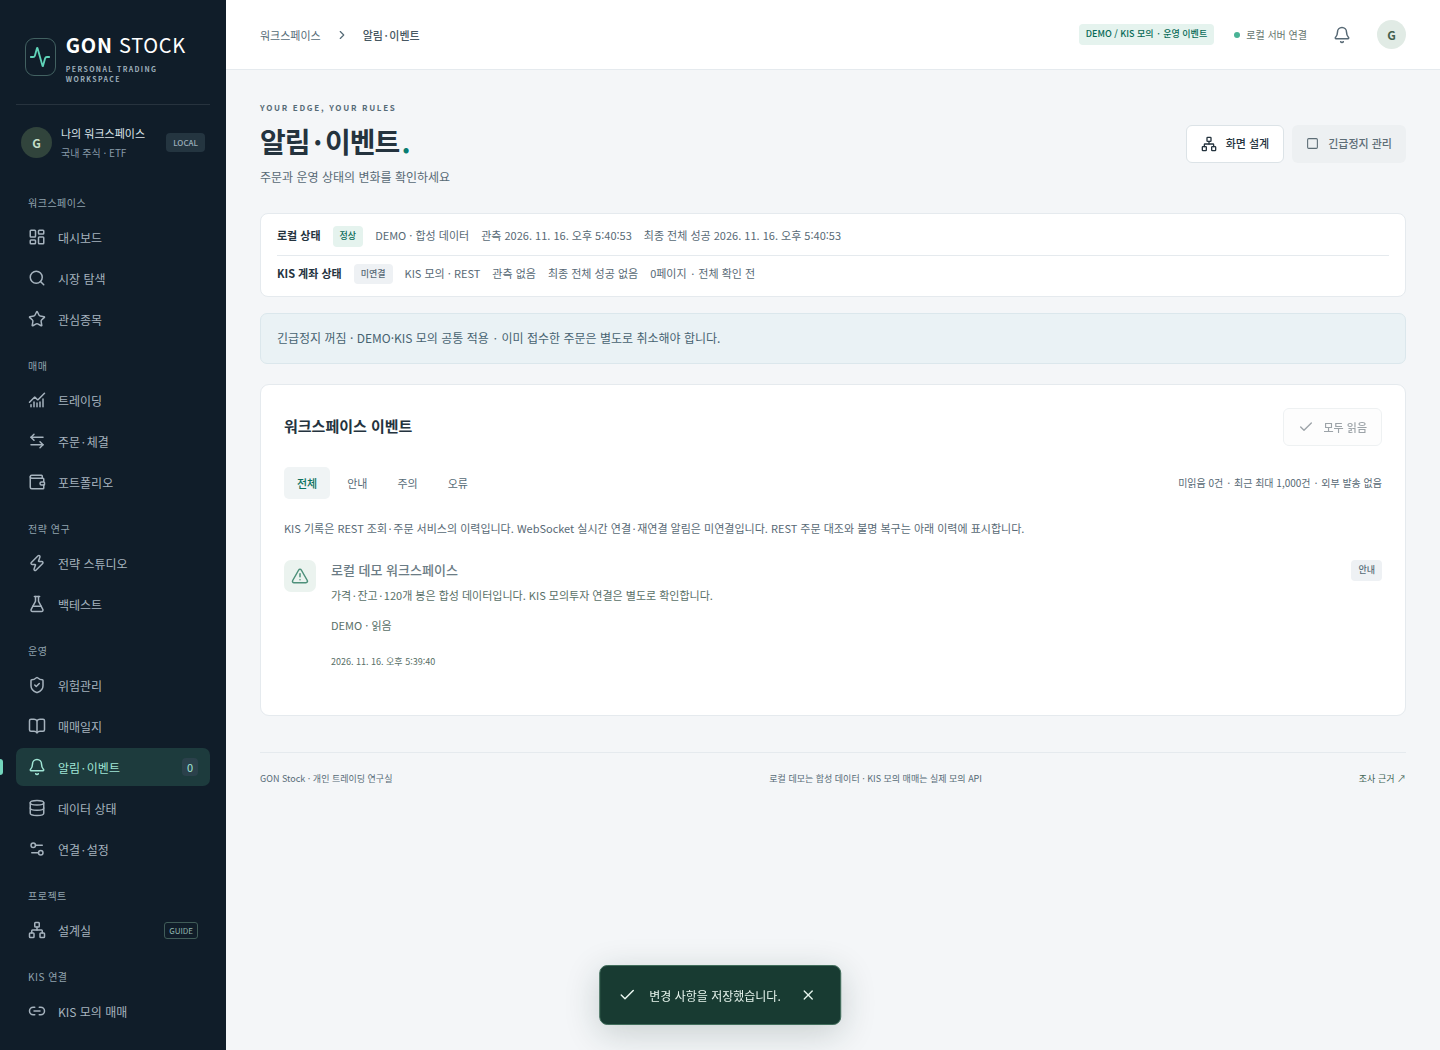 GON STOCK
PERSONAL TRADING
WORKSPACE
G
나의 워크스페이스
국내 주식 · ETF
LOCAL
워크스페이스
대시보드
시장 탐색
관심종목
매매
트레이딩
주문·체결
포트폴리오
전략 연구
전략 스튜디오
백테스트
운영
위험관리
매매일지
알림·이벤트
0
데이터 상태
연결·설정
프로젝트
설계실
GUIDE
KIS 연결
KIS 모의 매매
워크스페이스 > 알림·이벤트
DEMO / KIS 모의 · 운영 이벤트
로컬 서버 연결
G
YOUR EDGE, YOUR RULES
알림·이벤트.
주문과 운영 상태의 변화를 확인하세요
화면 설계
긴급정지 관리
로컬 상태 정상 DEMO · 합성 데이터 관측 2026. 11. 16. 오후 5:40:53 최종 전체 성공 2026. 11. 16. 오후 5:40:53
KIS 계좌 상태 미연결 KIS 모의 · REST 관측 없음 최종 전체 성공 없음 0페이지 · 전체 확인 전
긴급정지 꺼짐 · DEMO·KIS 모의 공통 적용 · 이미 접수한 주문은 별도로 취소해야 합니다.
워크스페이스 이벤트
모두 읽음
전체 안내 주의 오류
미읽음 0건 · 최근 최대 1,000건 · 외부 발송 없음
KIS 기록은 REST 조회·주문 서비스의 이력입니다. WebSocket 실시간 연결·재연결 알림은 미연결입니다. REST 주문 대조와 불명 복구는 아래 이력에 표시합니다.
로컬 데모 워크스페이스
안내
가격·잔고·120개 봉은 합성 데이터입니다. KIS 모의투자 연결은 별도로 확인합니다.
DEMO · 읽음
2026. 11. 16. 오후 5:39:40
GON Stock · 개인 트레이딩 연구실
로컬 데모는 합성 데이터 · KIS 모의 매매는 실제 모의 API
조사 근거 ↗
변경 사항을 저장했습니다.